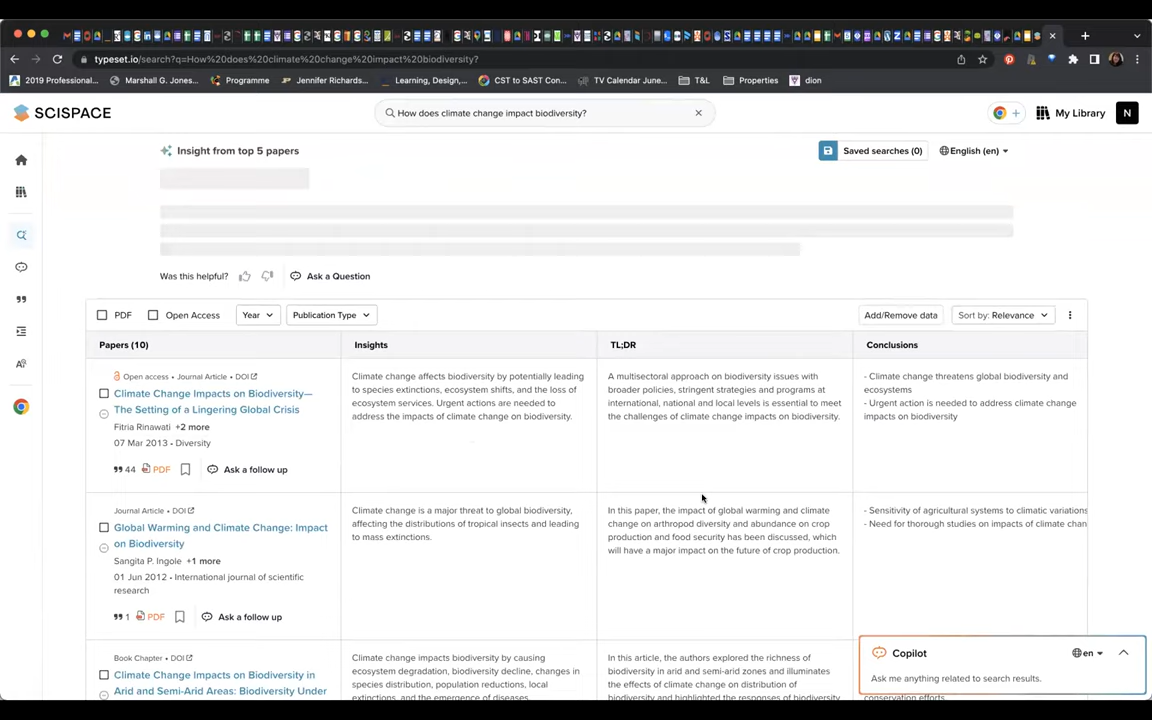 typeset.io/search?q=How%20does%20climate%20change%20impact%20biodiversity?
2019 Professional... Marshall G. Jones... Programme Jennifer Richards... Learning, Design,... CST to SAST Con... TV Calendar June... T&L Properties dion
SCISPACE
How does climate change impact biodiversity?
My Library
N
Insight from top 5 papers
Saved searches (0)
English (en)
Was this helpful?
Ask a Question
PDF
Open Access
Year
Publication Type
Add/Remove data
Sort by: Relevance
Papers (10)
Insights
TL;DR
Conclusions
Open access • Journal Article • DOI
Climate Change Impacts on Biodiversity—
The Setting of a Lingering Global Crisis
Fitria Rinawati +2 more
07 Mar 2013 • Diversity
44 PDF Ask a follow up
Climate change affects biodiversity by potentially leading
to species extinctions, ecosystem shifts, and the loss of
ecosystem services. Urgent actions are needed to
address the impacts of climate change on biodiversity.
A multisectoral approach on biodiversity issues with
broader policies, stringent strategies and programs at
international, national and local levels is essential to meet
the challenges of climate change impacts on biodiversity.
- Climate change threatens global biodiversity and
ecosystems
- Urgent action is needed to address climate change
impacts on biodiversity
Journal Article • DOI
Global Warming and Climate Change: Impact
on Biodiversity
Sangita P. Ingole +1 more
01 Jun 2012 • International journal of scientific
research
1 PDF Ask a follow up
Climate change is a major threat to global biodiversity,
affecting the distributions of tropical insects and leading
to mass extinctions.
In this paper, the impact of global warming and climate
change on arthropod diversity and abundance on crop
production and food security has been discussed, which
will have a major impact on the future of crop production.
- Sensitivity of agricultural systems to climatic variations
- Need for thorough studies on impacts of climate chan
Book Chapter • DOI
Climate Change Impacts on Biodiversity in
Arid and Semi-Arid Areas: Biodiversity Under
Climate change impacts biodiversity by causing
ecosystem degradation, biodiversity decline, changes in
species distribution, population reductions, local
extinctions, and the emergence of diseases.
In this article, the authors explored the richness of
biodiversity in arid and semi-arid zones and illuminates
the effects of climate change on distribution of
biodiversity and highlighted the responses of biodiversity
conservation efforts.
Copilot
en
Ask me anything related to search results.